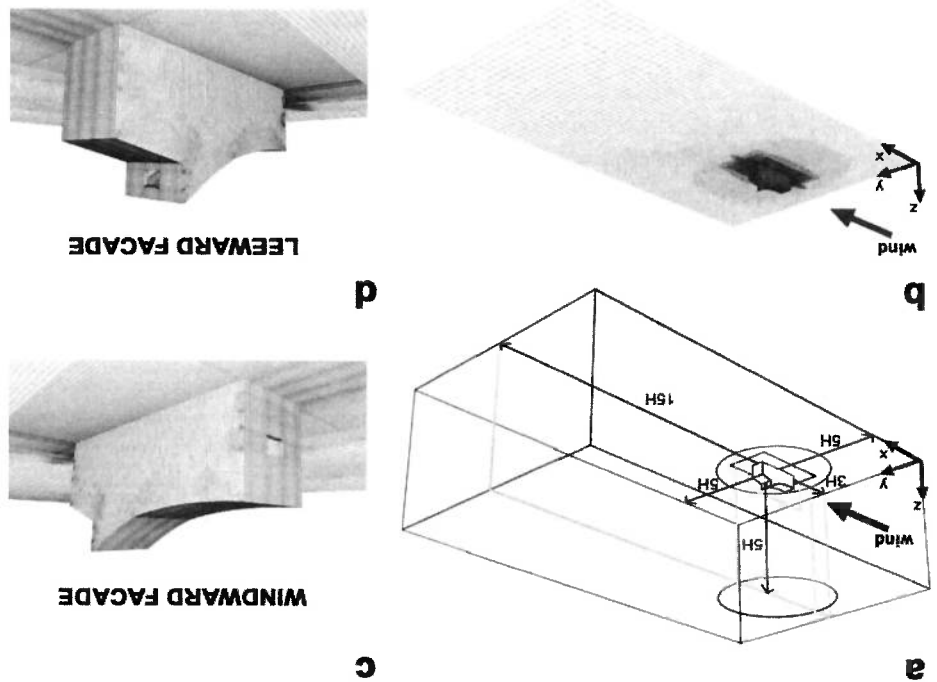 a
5H
wind
z
3H
5H
y
x
5H
15H
b
wind
z
y
x
c
WINDWARD FACADE
d
LEEWARD FACADE